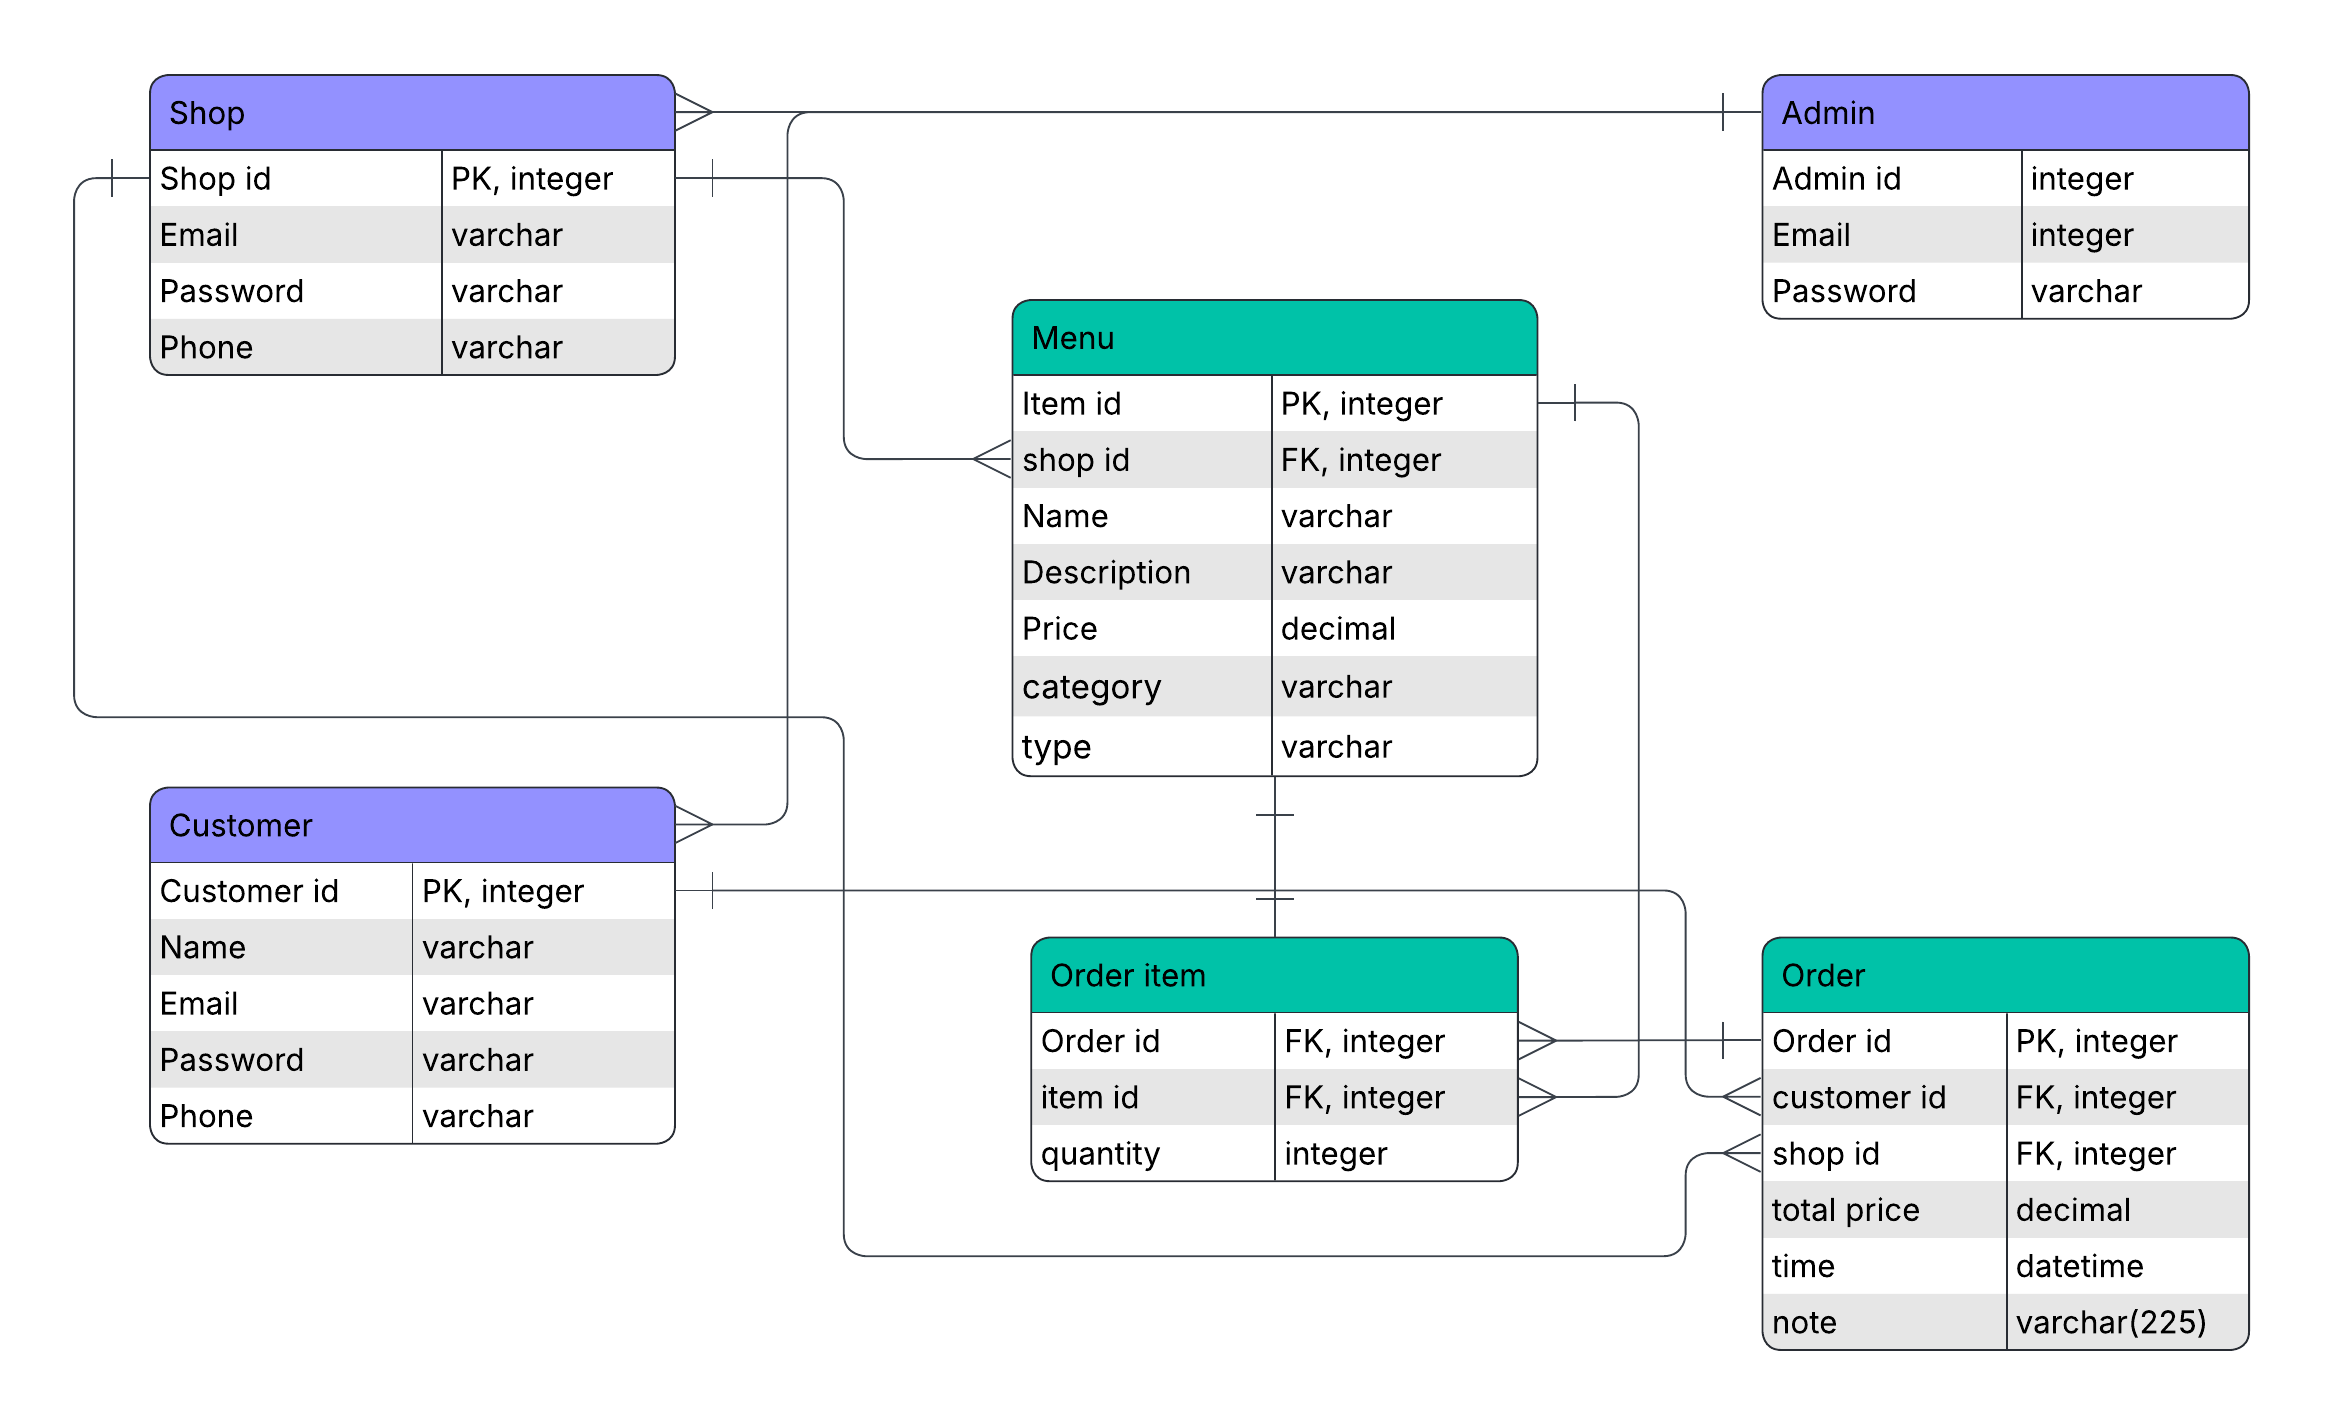 Shop
Shop id PK, integer
Email varchar
Password varchar
Phone varchar
Admin
Admin id integer
Email integer
Password varchar
Menu
Item id PK, integer
shop id FK, integer
Name varchar
Description varchar
Price decimal
category varchar
type varchar
Customer
Customer id PK, integer
Name varchar
Email varchar
Password varchar
Phone varchar
Order item
Order id FK, integer
item id FK, integer
quantity integer
Order
Order id PK, integer
customer id FK, integer
shop id FK, integer
total price decimal
time datetime
note varchar(225)